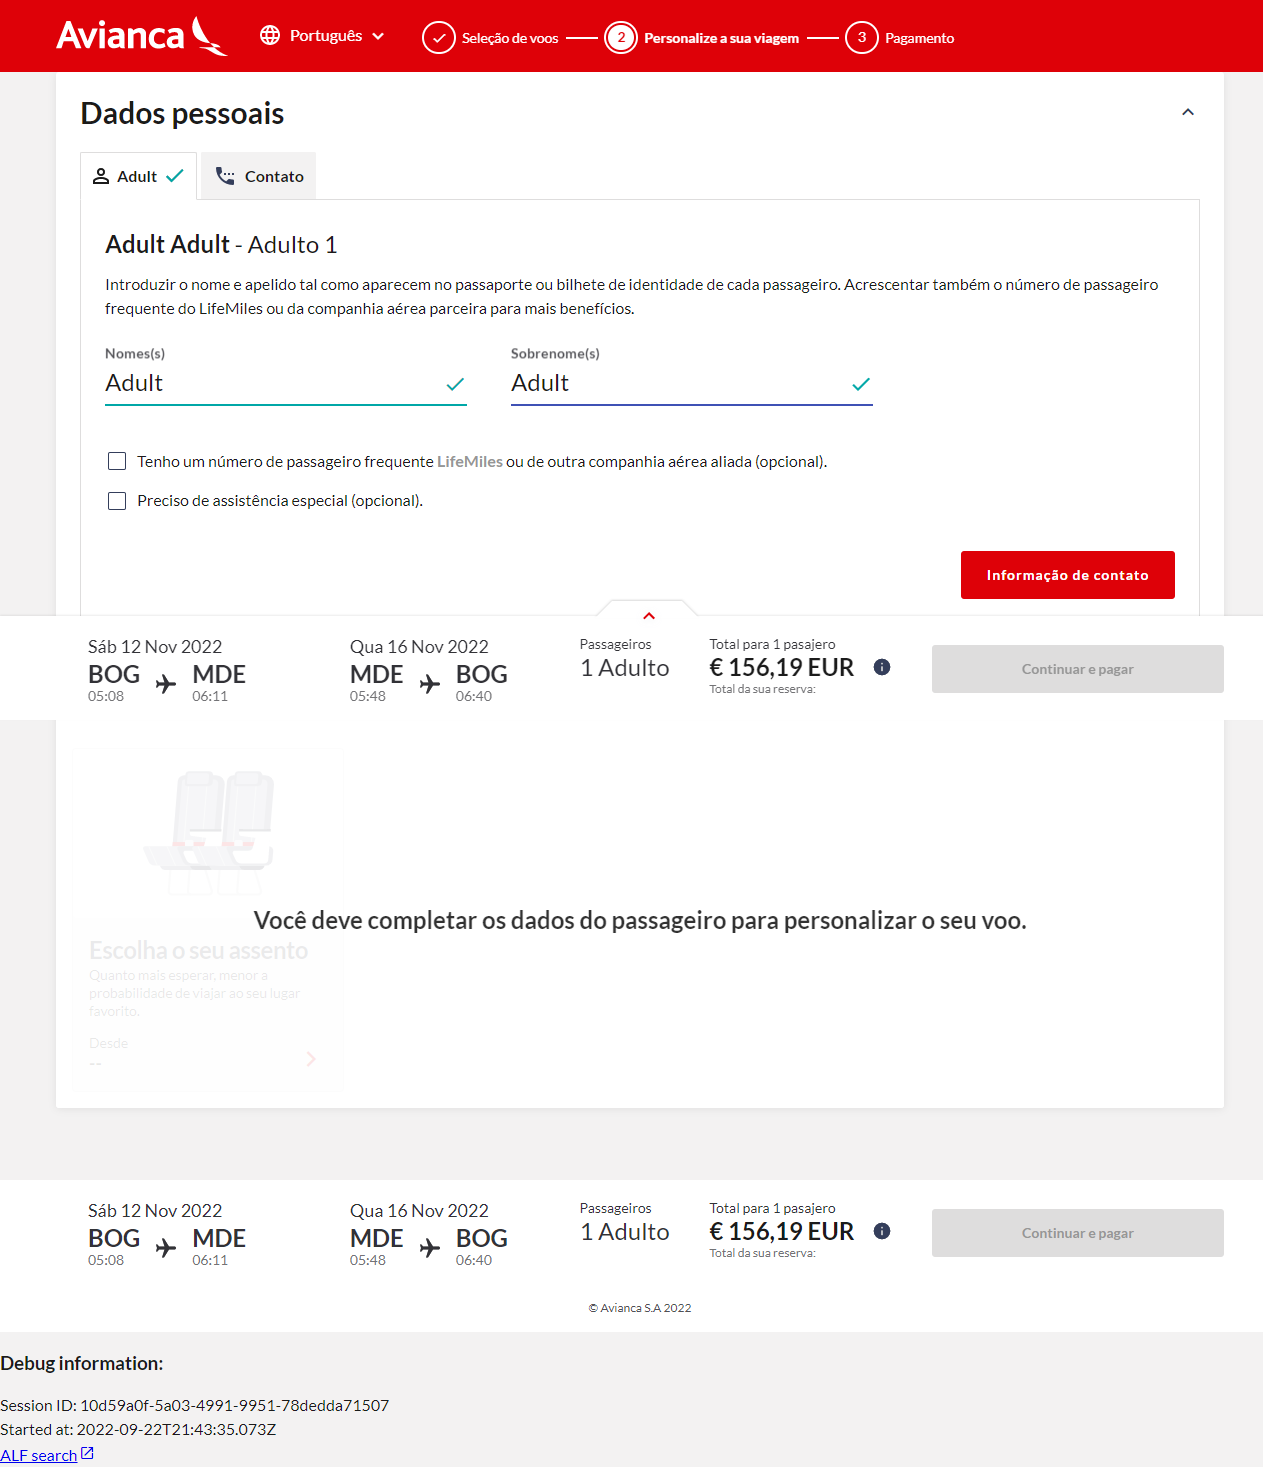 Avianca
Português
Seleção de voos
2
Personalize a sua viagem
3
Pagamento
Dados pessoais
Adult
Contato
Adult Adult - Adulto 1
Introduzir o nome e apelido tal como aparecem no passaporte ou bilhete de identidade de cada passageiro. Acrescentar também o número de passageiro
frequente do LifeMiles ou da companhia aérea parceira para mais benefícios.
Nomes(s)
Sobrenome(s)
Adult
Adult
Tenho um número de passageiro frequente LifeMiles ou de outra companhia aérea aliada (opcional).
Preciso de assistência especial (opcional).
Informação de contato
Sáb 12 Nov 2022
BOG MDE
05:08 06:11
Qua 16 Nov 2022
MDE BOG
05:48 06:40
Passageiros
1 Adulto
Total para 1 pasajero
€ 156,19 EUR
Total da sua reserva:
Continuar e pagar
Você deve completar os dados do passageiro para personalizar o seu voo.
Escolha o seu assento
Quanto mais esperar, menor a
probabilidade de viajar ao seu lugar
favorito.
Desde
--
Sáb 12 Nov 2022
BOG MDE
05:08 06:11
Qua 16 Nov 2022
MDE BOG
05:48 06:40
Passageiros
1 Adulto
Total para 1 pasajero
€ 156,19 EUR
Total da sua reserva:
Continuar e pagar
© Avianca S.A 2022
Debug information:
Session ID: 10d59a0f-5a03-4991-9951-78dedda71507
Started at: 2022-09-22T21:43:35.073Z
ALF search